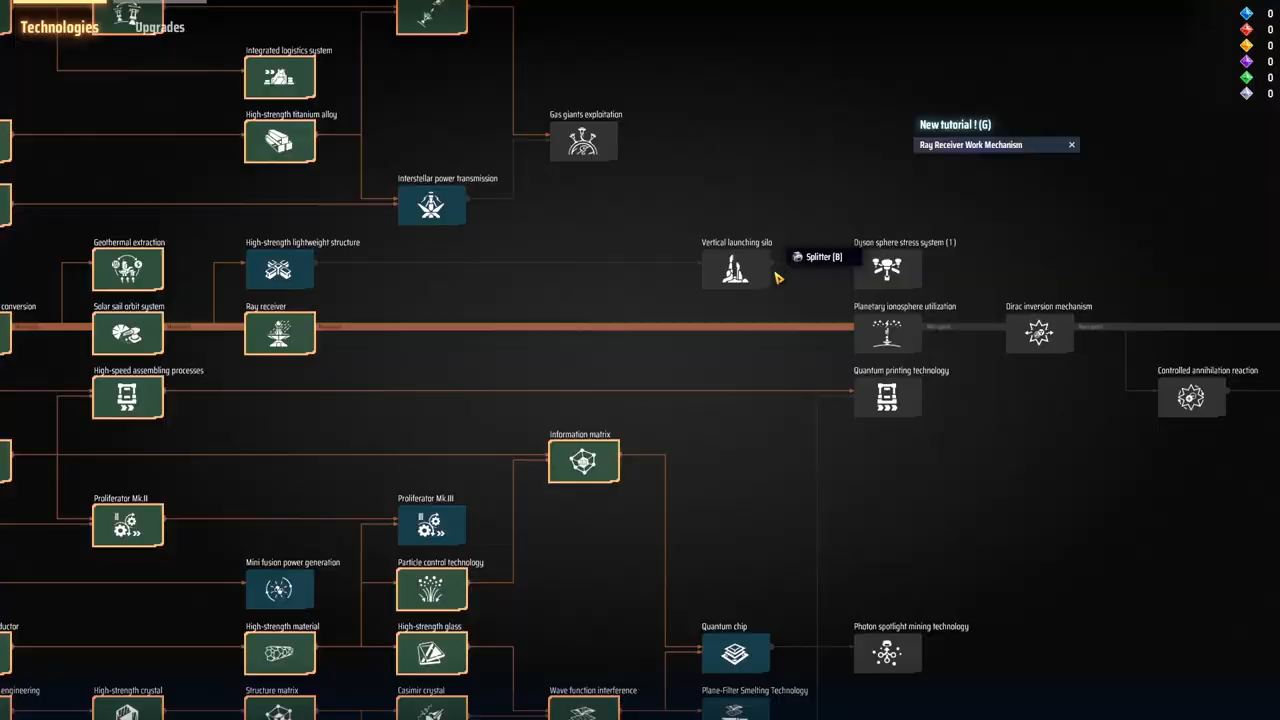 Technologies
Upgrades
0
0
0
0
0
0
Integrated logistics system
High-strength titanium alloy
Gas giants exploitation
New tutorial ! (G)
Ray Receiver Work Mechanism
Interstellar power transmission
Geothermal extraction
High-strength lightweight structure
Vertical launching silo
Splitter [B]
Dyson sphere stress system ( 1 )
conversion
Solar sail orbit system
Ray receiver
Planetary ionosphere utilization
Dirac inversion mechanism
High-speed assembling processes
Quantum printing technology
Controlled annihilation reaction
Information matrix
Proliferator Mk.II
Proliferator Mk.III
Mini fusion power generation
Particle control technology
ductor
High-strength material
High-strength glass
Quantum chip
Photon spotlight mining technology
engineering
High-strength crystal
Structure matrix
Casimir crystal
Wave function interference
Plane-Filter Smelting Technology